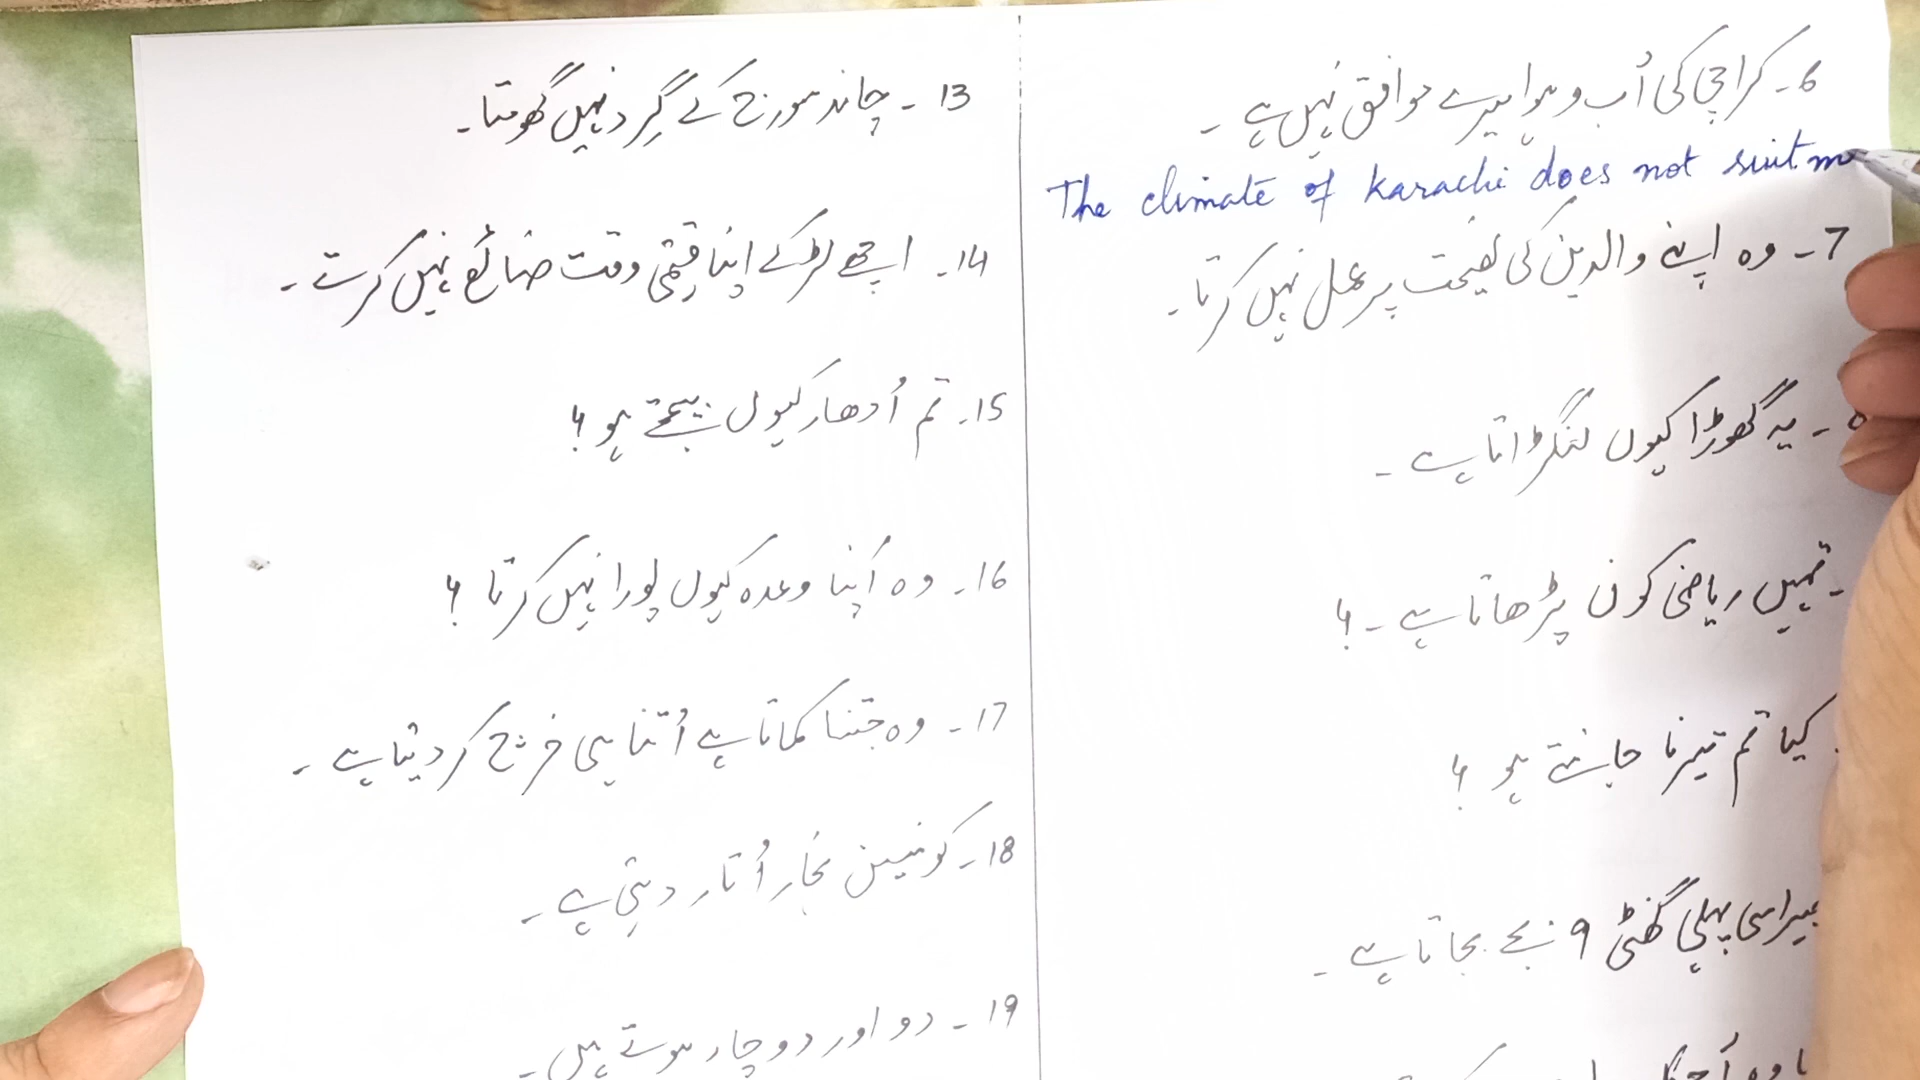 6۔ کراچی کی اُب و ہوا میرے موافق نہیں ہے ۔
The climate of karachi does not suit m
7۔ وہ اپنے والدین کی نصیحت پر عمل نہیں کرتا۔
۔ یہ گھوڑا کیوں لنگڑاتا ہے ۔
۔ تمہیں ریاضی کون پڑھاتا ہے ۔؟
کیا تم تیرنا جانتے ہو ؟
پہلی گھنٹی 9 بجے بجاتا ہے ۔
13 ۔ چاند سورج کے گِرد نہیں گھومتا۔
14۔ اچھے لڑکے اپنا قیمتی وقت ضائع نہیں کرتے ۔
15۔ تم اُدھار کیوں بیچتے ہو ؟
16۔ وہ اَپنا وعدہ کیوں پورا نہیں کرتا ؟
17۔ وہ جتنا کماتا ہے اُتنا ہی خرچ کر دیتا ہے ۔
18۔ کونین بخار اُتار دیتی ہے ۔
19۔ دو اور دو چار ہوتے ہیں ۔